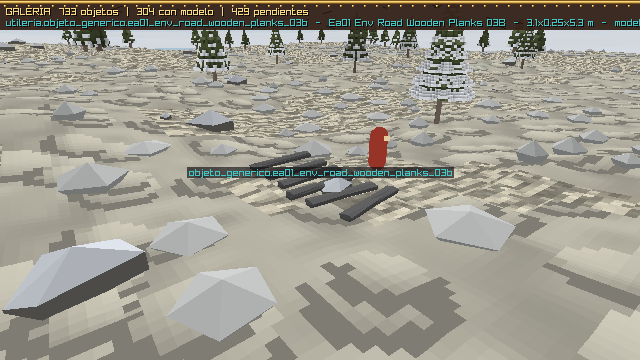 GALERIA 733 objetos | 304 con modelo | 429 pendientes
utileria:objeto_generico.ea01_env_road_wooden_planks_03b - Ea01 Env Road Wooden Planks 03B - 3.1x0.25x5.3 m - model
objeto_generico.ea01_env_road_wooden_planks_03b